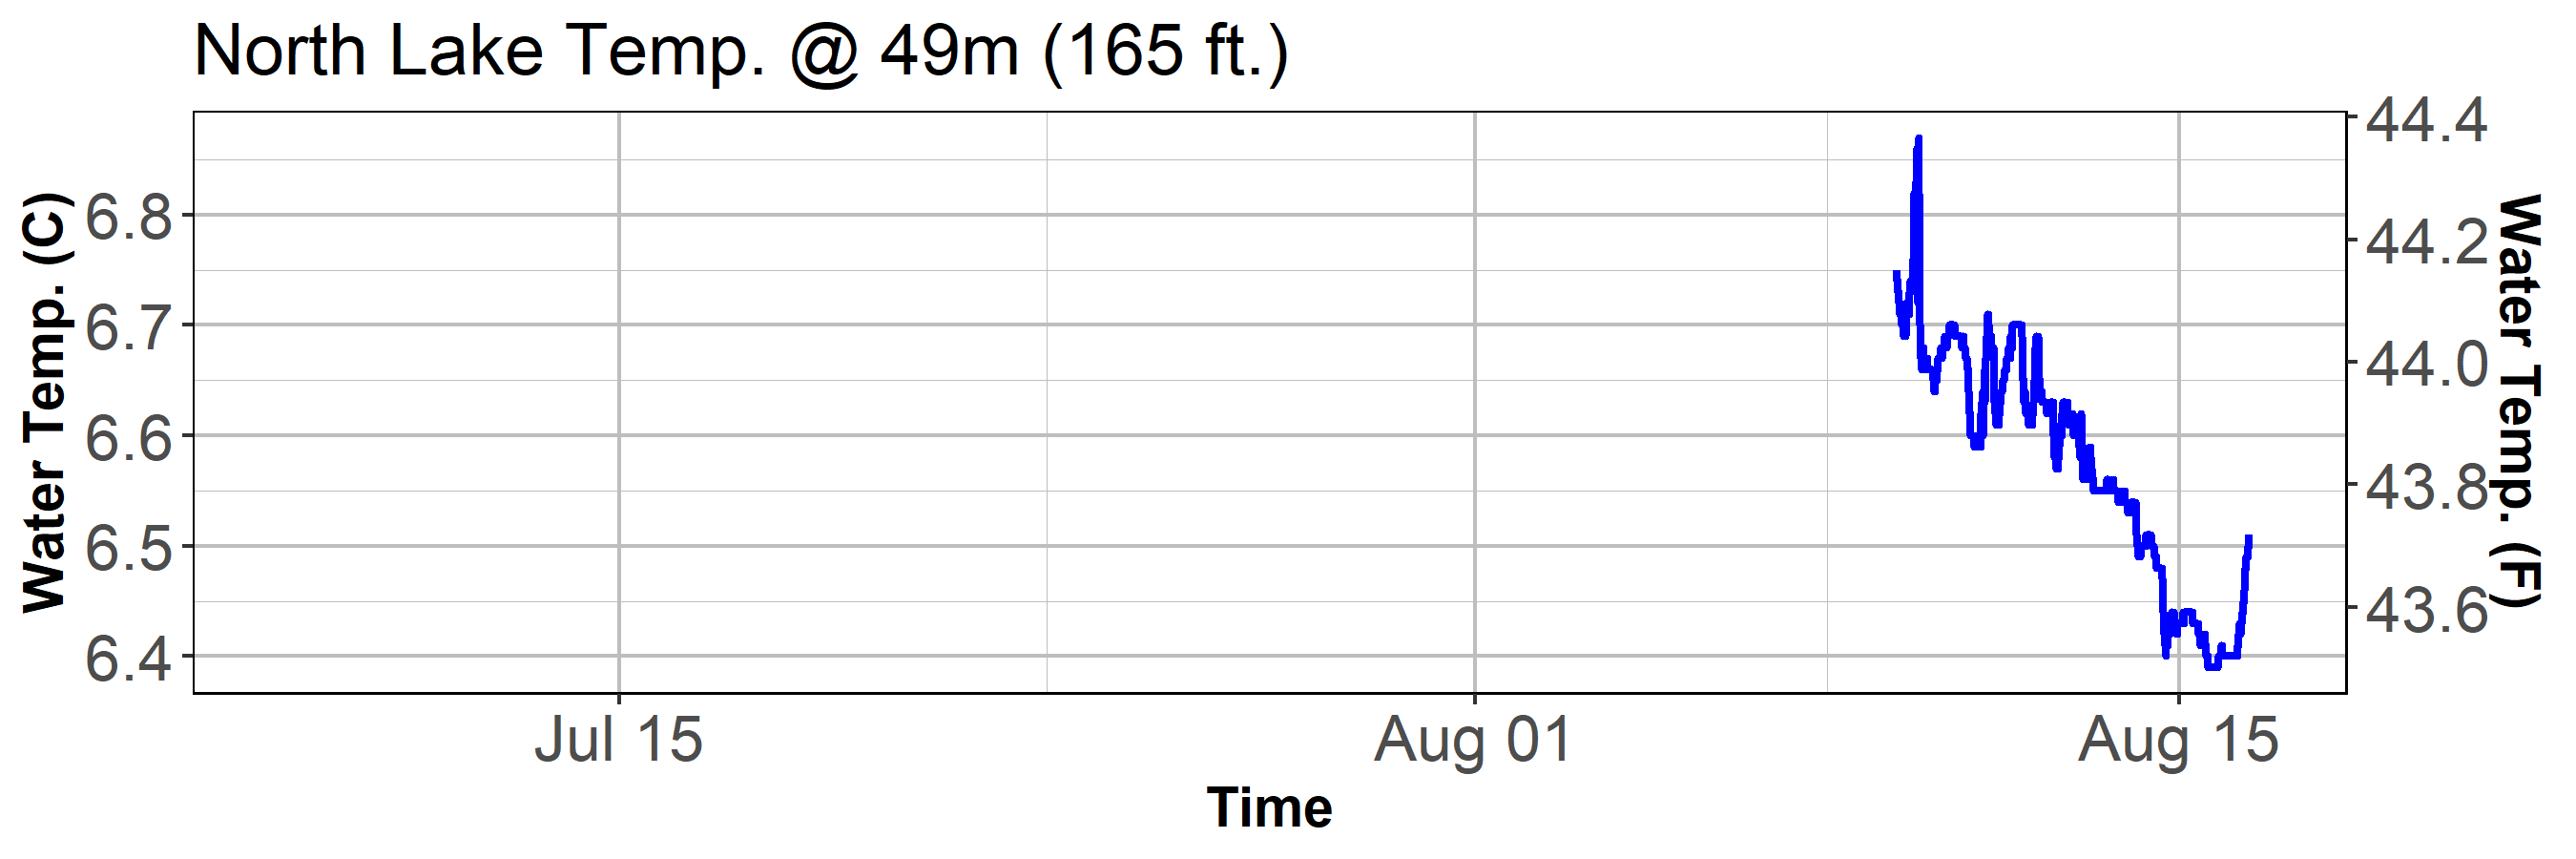 North Lake Temp. @ 49m (165 ft.)
Water Temp. (C)
6.8
6.7
6.6
6.5
6.4
44.4
44.2
44.0
43.8
43.6
Water Temp. (F)
Jul 15
Aug 01
Aug 15
Time